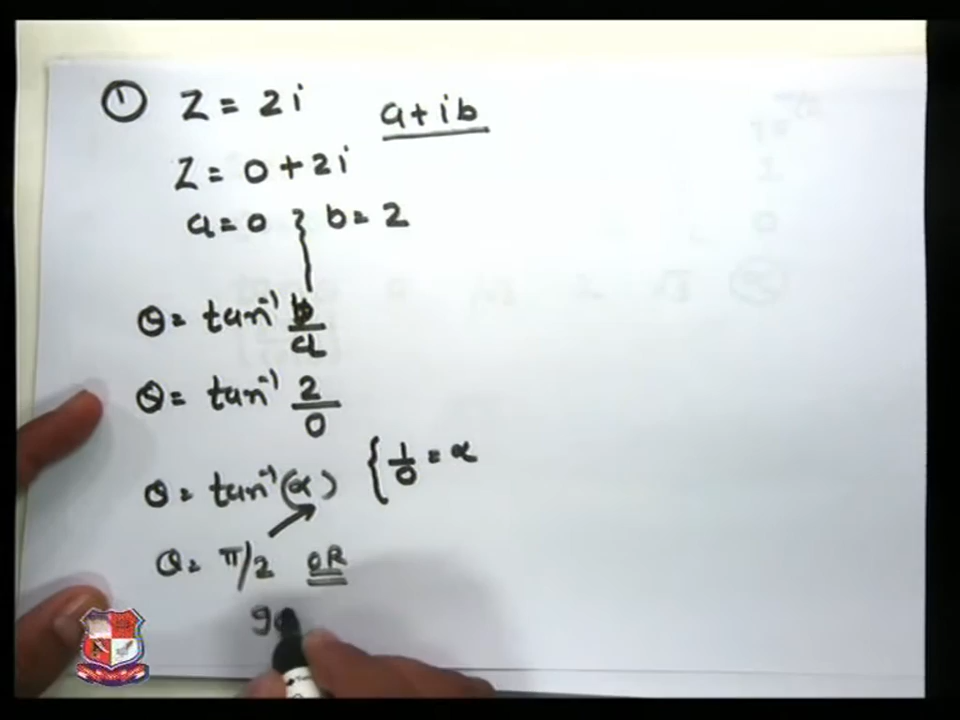 ① Z = 2i a+ib
Z = 0 + 2i
a = 0 } b = 2
θ = tan⁻¹ b/a
θ = tan⁻¹ 2/0
θ = tan⁻¹(α) { 1/0 = α
θ = π/2 OR